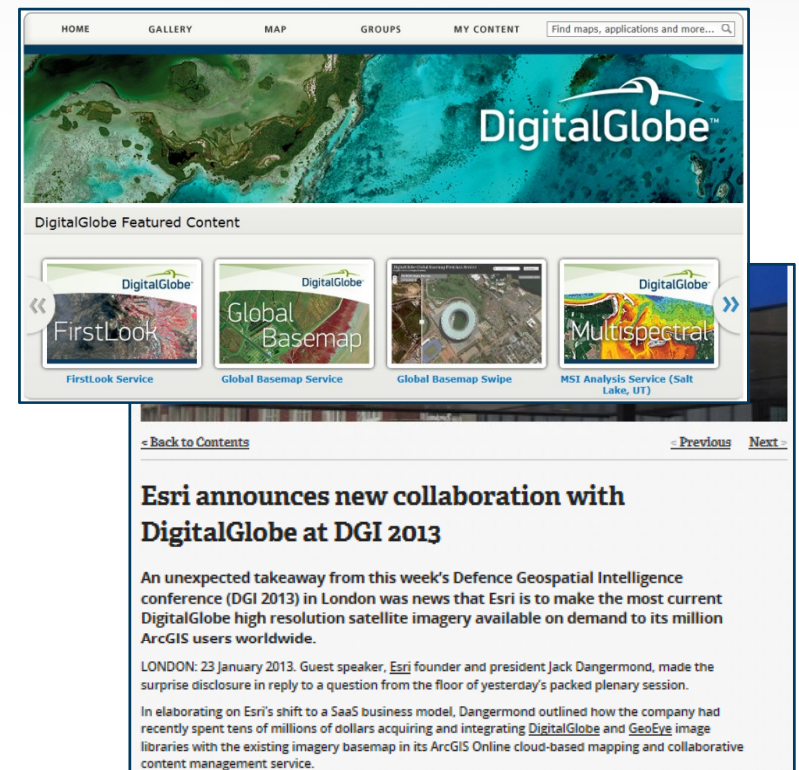 HOME GALLERY MAP GROUPS MY CONTENT Find maps, applications and more...
DigitalGlobe™
DigitalGlobe Featured Content
«
DigitalGlobe
FirstLook
DigitalGlobe
Global
Basemap
DigitalGlobe
Multispectral
»
FirstLook Service
Global Basemap Service
Global Basemap Swipe
MSI Analysis Service (Salt
Lake, UT)
< Back to Contents < Previous Next >
Esri announces new collaboration with
DigitalGlobe at DGI 2013
An unexpected takeaway from this week's Defence Geospatial Intelligence
conference (DGI 2013) in London was news that Esri is to make the most current
DigitalGlobe high resolution satellite imagery available on demand to its million
ArcGIS users worldwide.
LONDON: 23 January 2013. Guest speaker, Esri founder and president Jack Dangermond, made the
surprise disclosure in reply to a question from the floor of yesterday's packed plenary session.
In elaborating on Esri's shift to a SaaS business model, Dangermond outlined how the company had
recently spent tens of millions of dollars acquiring and integrating DigitalGlobe and GeoEye image
libraries with the existing imagery basemap in its ArcGIS Online cloud-based mapping and collaborative
content management service.